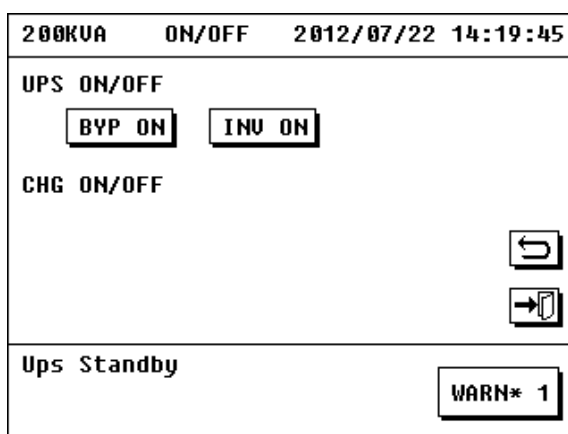 200KVA ON/OFF 2012/07/22 14:19:45
UPS ON/OFF
BYP ON INV ON
CHG ON/OFF
Ups Standby
WARN* 1